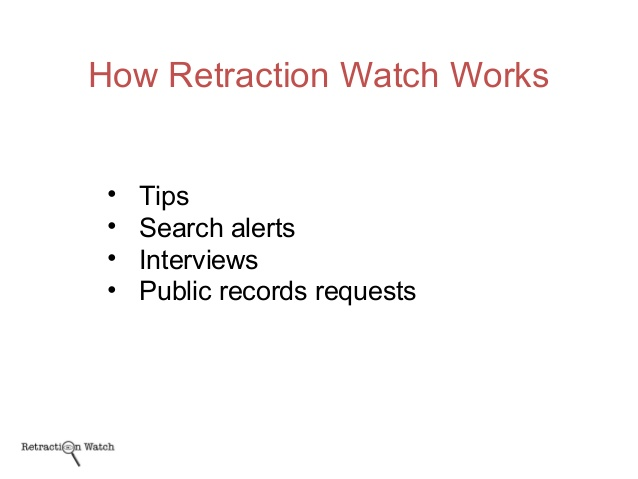 How Retraction Watch Works
• Tips
• Search alerts
• Interviews
• Public records requests
Retraction Watch